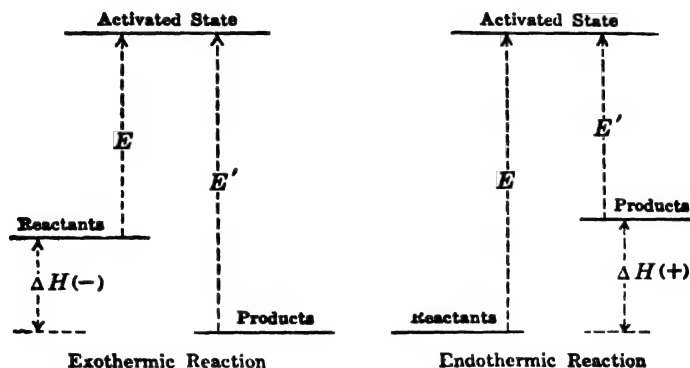 Activated State
E
E'
Reactants
ΔH(−)
Products
Exothermic Reaction
Activated State
E'
E
Products
ΔH(+)
Reactants
Endothermic Reaction